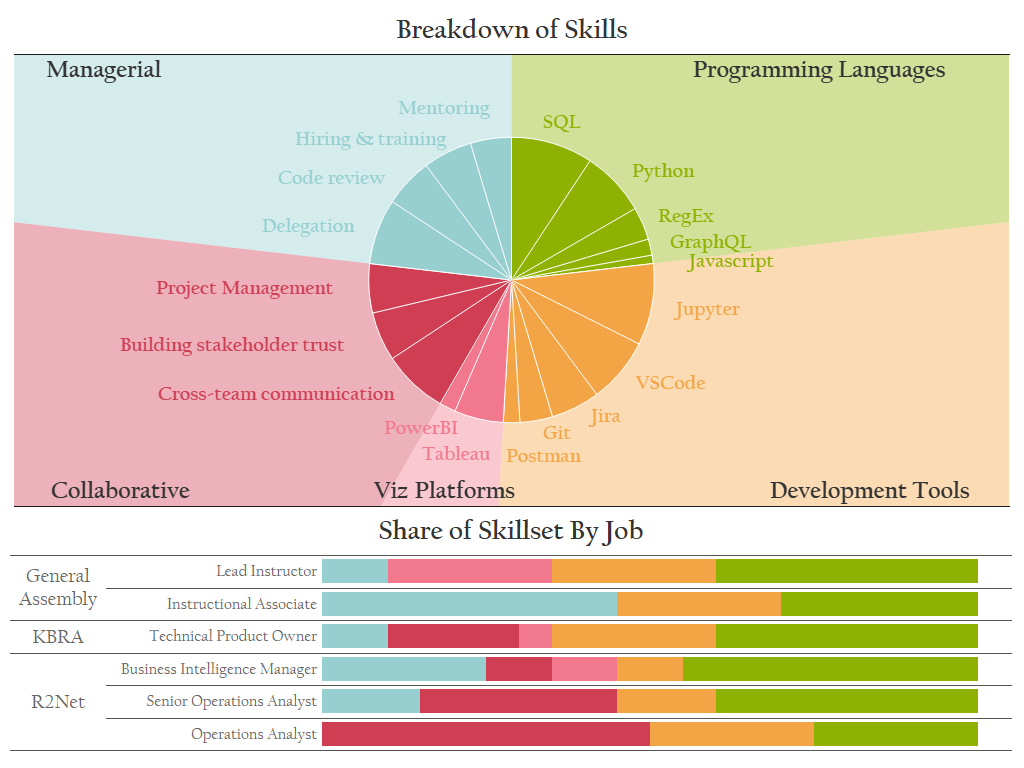 Breakdown of Skills
Managerial
Programming Languages
Mentoring
SQL
Hiring & training
Python
Code review
RegEx
Delegation
GraphQL
Javascript
Project Management
Jupyter
Building stakeholder trust
VSCode
Cross-team communication
Jira
PowerBI
Git
Tableau
Postman
Collaborative
Viz Platforms
Development Tools
Share of Skillset By Job
General
Assembly
Lead Instructor
Instructional Associate
KBRA
Technical Product Owner
R2Net
Business Intelligence Manager
Senior Operations Analyst
Operations Analyst